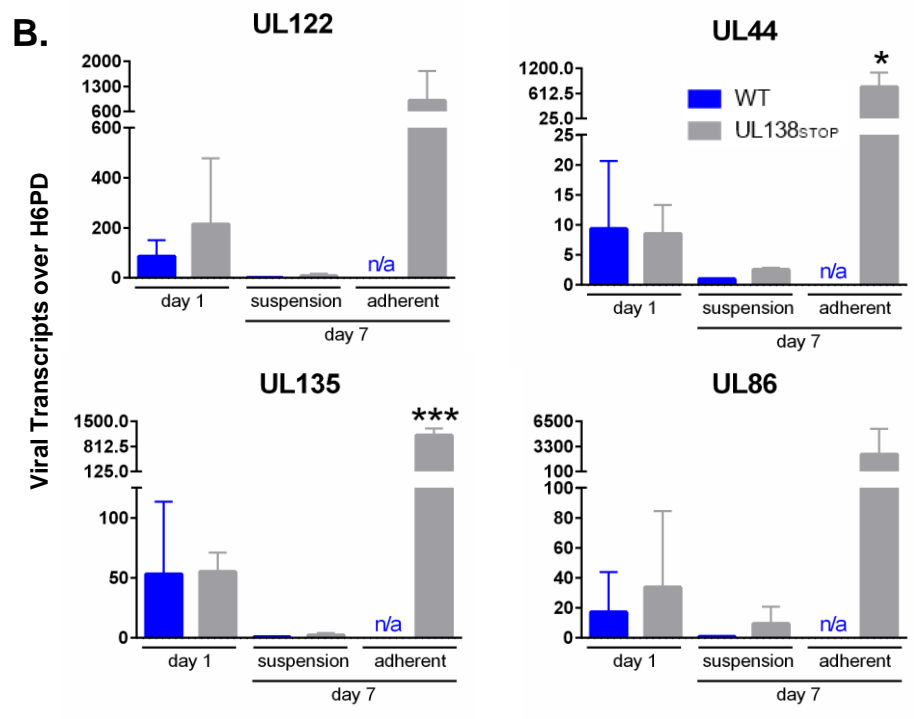 B.
Viral Transcripts over H6PD
UL122
2000
1300
600
600
400
200
0
n/a
day 1
suspension
adherent
day 7
UL44
1200.0
612.5
25.0
25
20
15
10
5
0
*
WT
UL138STOP
n/a
day 1
suspension
adherent
day 7
UL135
1500.0
812.5
125.0
100
50
0
***
n/a
day 1
suspension
adherent
day 7
UL86
6500
3300
100
100
80
60
40
20
0
n/a
day 1
suspension
adherent
day 7